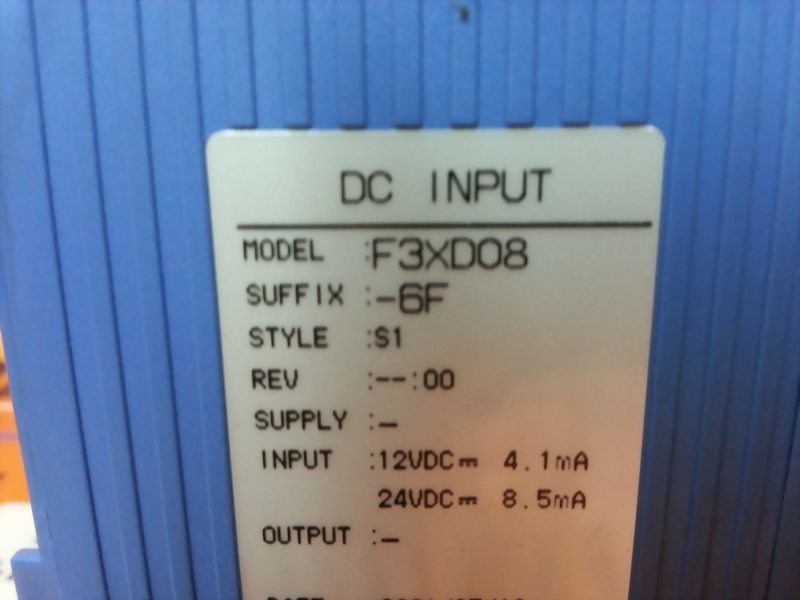 DC INPUT
MODEL :F3XD08
SUFFIX :-6F
STYLE :S1
REV :--:00
SUPPLY :-
INPUT :12VDC⎓ 4.1mA
24VDC⎓ 8.5mA
OUTPUT :-